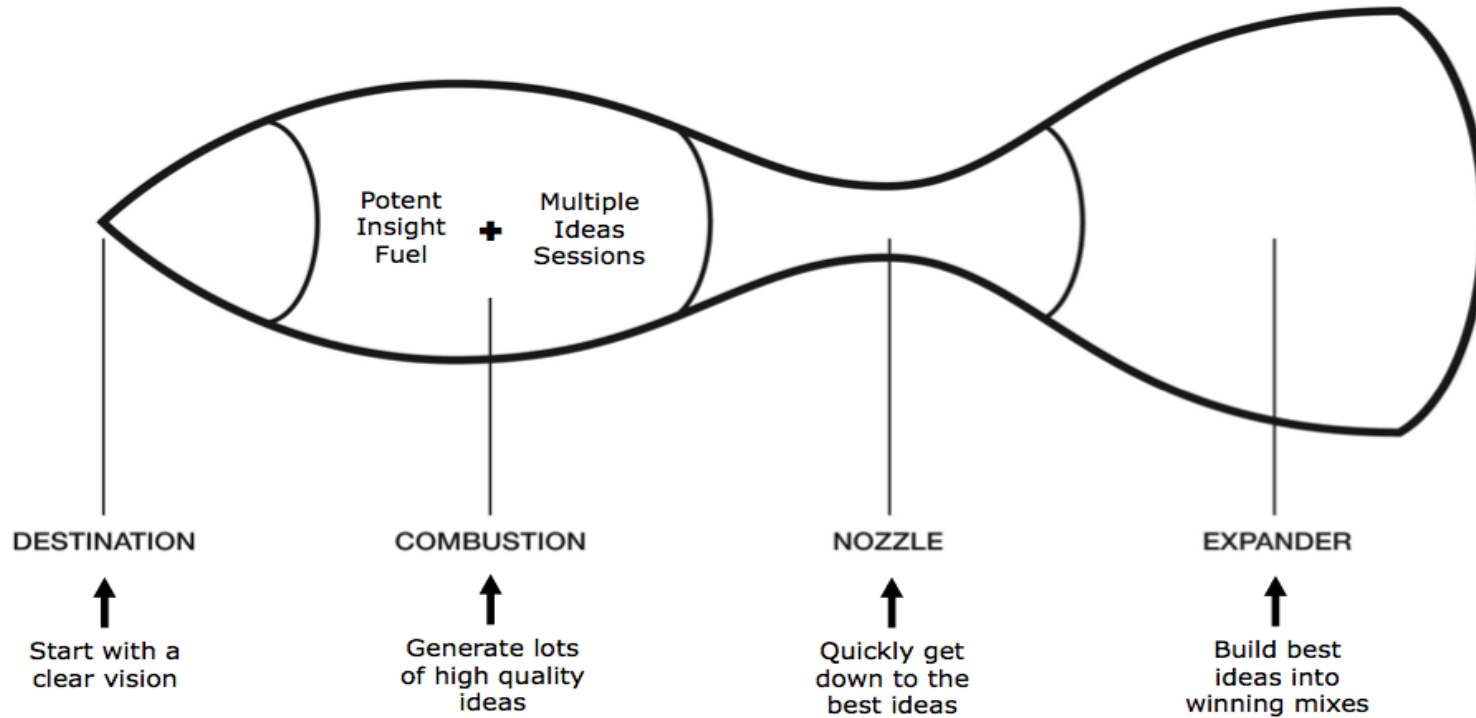 Potent
Insight
Fuel
+
Multiple
Ideas
Sessions
DESTINATION
COMBUSTION
NOZZLE
EXPANDER
Start with a
clear vision
Generate lots
of high quality
ideas
Quickly get
down to the
best ideas
Build best
ideas into
winning mixes